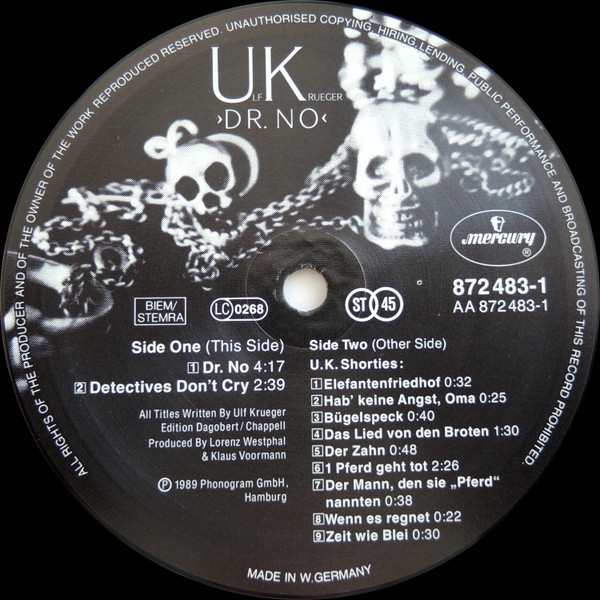 ALL RIGHTS OF THE PRODUCER AND OF THE OWNER OF THE WORK REPRODUCED RESERVED. UNAUTHORISED COPYING, HIRING, LENDING, PUBLIC PERFORMANCE AND BROADCASTING OF THIS RECORD PROHIBITED.
UK
LF RUEGER
›DR. NO‹
mercury ®
BIEM/
STEMRA
LC 0268
ST 45
872 483-1
AA 872 483-1
Side One (This Side)
1 Dr. No 4:17
2 Detectives Don't Cry 2:39
All Titles Written By Ulf Krueger
Edition Dagobert/Chappell
Produced By Lorenz Westphal
& Klaus Voormann
℗ 1989 Phonogram GmbH,
Hamburg
Side Two (Other Side)
U.K. Shorties:
1 Elefantenfriedhof 0:32
2 Hab' keine Angst, Oma 0:25
3 Bügelspeck 0:40
4 Das Lied von den Broten 1:30
5 Der Zahn 0:48
6 1 Pferd geht tot 2:26
7 Der Mann, den sie „Pferd“
nannten 0:38
8 Wenn es regnet 0:22
9 Zeit wie Blei 0:30
MADE IN W. GERMANY